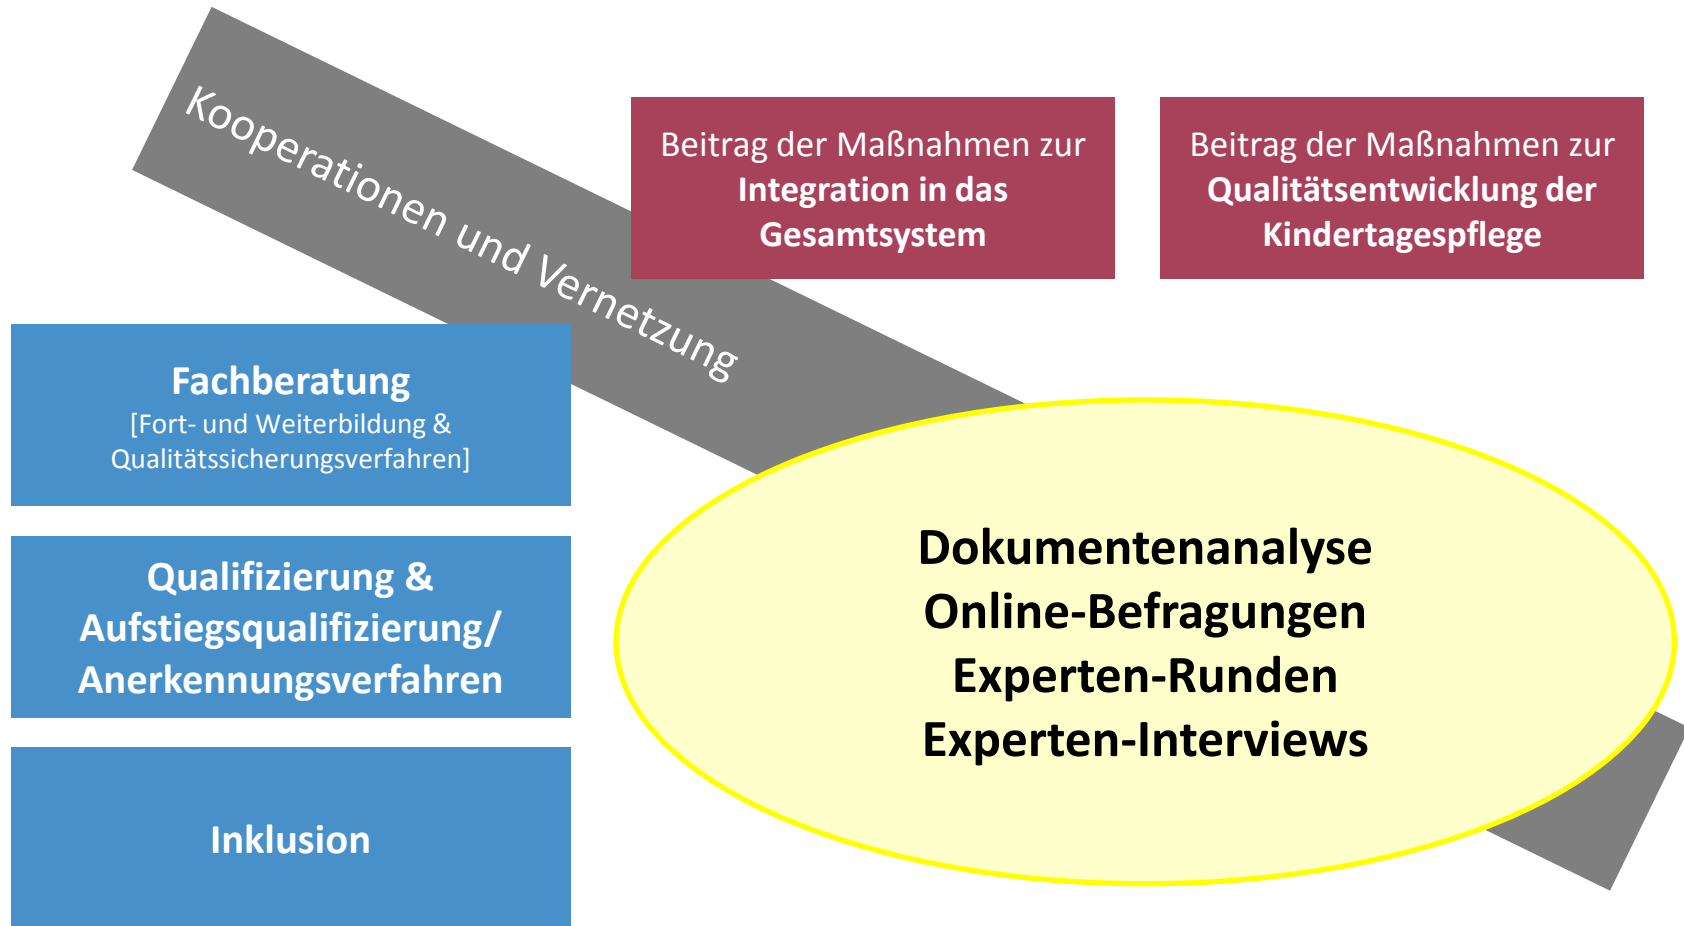 Kooperationen und Vernetzung
Beitrag der Maßnahmen zur
Integration in das
Gesamtsystem
Beitrag der Maßnahmen zur
Qualitätsentwicklung der
Kindertagespflege
Fachberatung
[Fort- und Weiterbildung &
Qualitätssicherungsverfahren]
Qualifizierung &
Aufstiegsqualifizierung/
Anerkennungsverfahren
Inklusion
Dokumentenanalyse
Online-Befragungen
Experten-Runden
Experten-Interviews